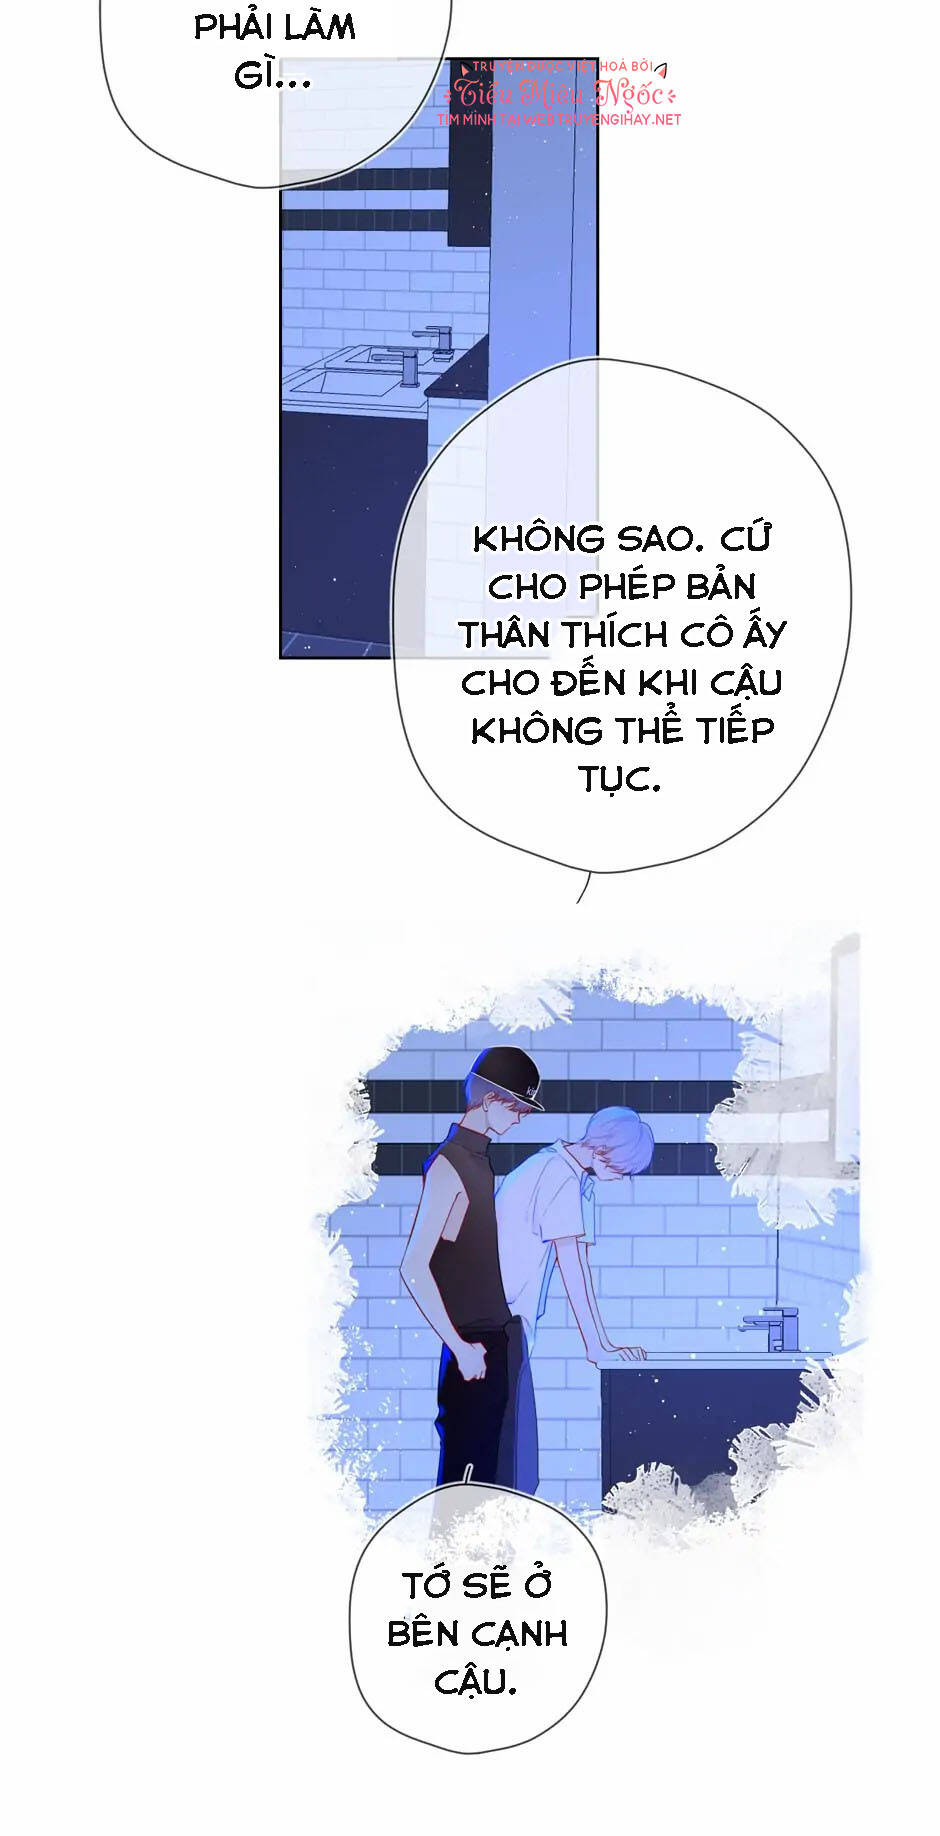 PHẢI LÀM
GÌ...
TRUYỆN ĐƯỢC VIỆT HOÁ BỞI
Tiểu Miêu Ngốc
TÌM MÌNH TẠI WEB TRUYENGIHAY.NET
KHÔNG SAO. CỨ
CHO PHÉP BẢN
THÂN THÍCH CÔ ẤY
CHO ĐẾN KHI CẬU
KHÔNG THỂ TIẾP
TỤC.
TỚ SẼ Ở
BÊN CẠNH
CẬU.